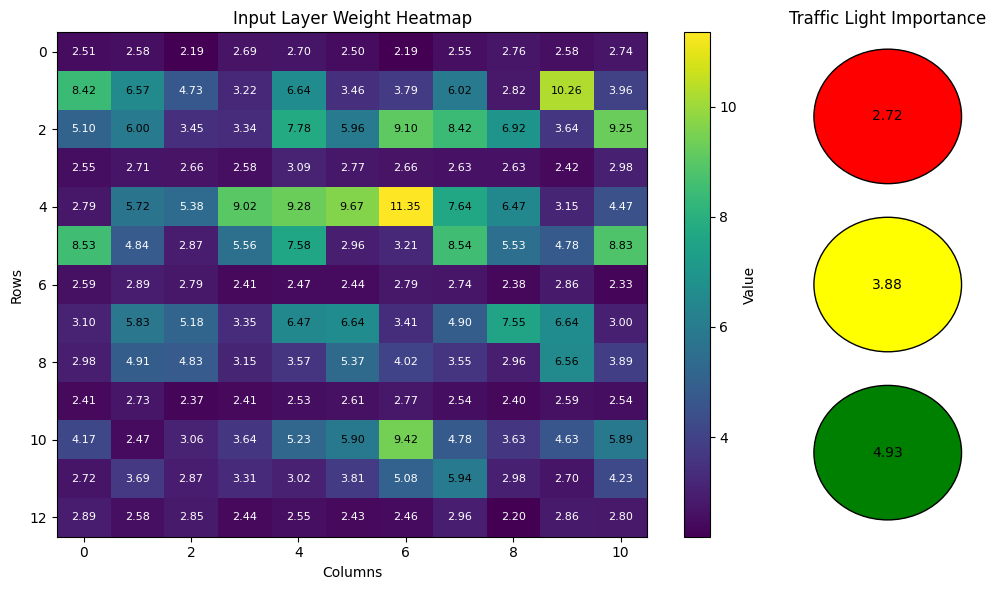 Input Layer Weight Heatmap
0 2.51 2.58 2.19 2.69 2.70 2.50 2.19 2.55 2.76 2.58 2.74
8.42 6.57 4.73 3.22 6.64 3.46 3.79 6.02 2.82 10.26 3.96
2 5.10 6.00 3.45 3.34 7.78 5.96 9.10 8.42 6.92 3.64 9.25
2.55 2.71 2.66 2.58 3.09 2.77 2.66 2.63 2.63 2.42 2.98
4 2.79 5.72 5.38 9.02 9.28 9.67 11.35 7.64 6.47 3.15 4.47
8.53 4.84 2.87 5.56 7.58 2.96 3.21 8.54 5.53 4.78 8.83
6 2.59 2.89 2.79 2.41 2.47 2.44 2.79 2.74 2.38 2.86 2.33
3.10 5.83 5.18 3.35 6.47 6.64 3.41 4.90 7.55 6.64 3.00
8 2.98 4.91 4.83 3.15 3.57 5.37 4.02 3.55 2.96 6.56 3.89
2.41 2.73 2.37 2.41 2.53 2.61 2.77 2.54 2.40 2.59 2.54
10 4.17 2.47 3.06 3.64 5.23 5.90 9.42 4.78 3.63 4.63 5.89
2.72 3.69 2.87 3.31 3.02 3.81 5.08 5.94 2.98 2.70 4.23
12 2.89 2.58 2.85 2.44 2.55 2.43 2.46 2.96 2.20 2.86 2.80
0 2 4 6 8 10
Columns
Rows
10
8
6
4
Value
Traffic Light Importance
2.72
3.88
4.93